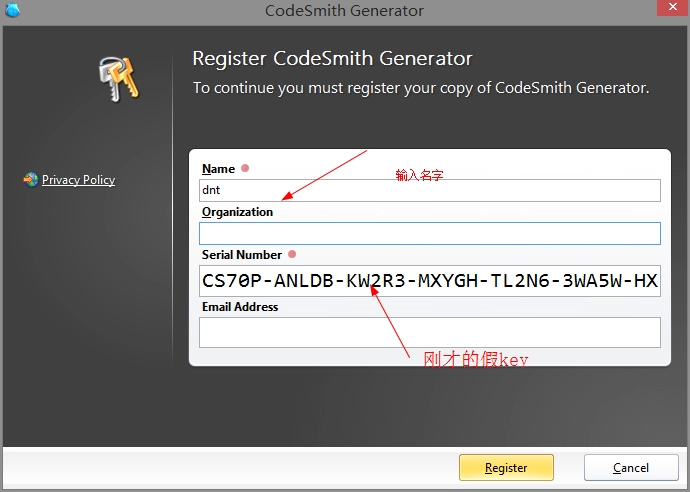 CodeSmith Generator
Register CodeSmith Generator
To continue you must register your copy of CodeSmith Generator.
Privacy Policy
Name
输入名字
dnt
Organization
Serial Number
CS70P-ANLDB-KW2R3-MXYGH-TL2N6-3WA5W-HX
Email Address
刚才的假key
Register
Cancel